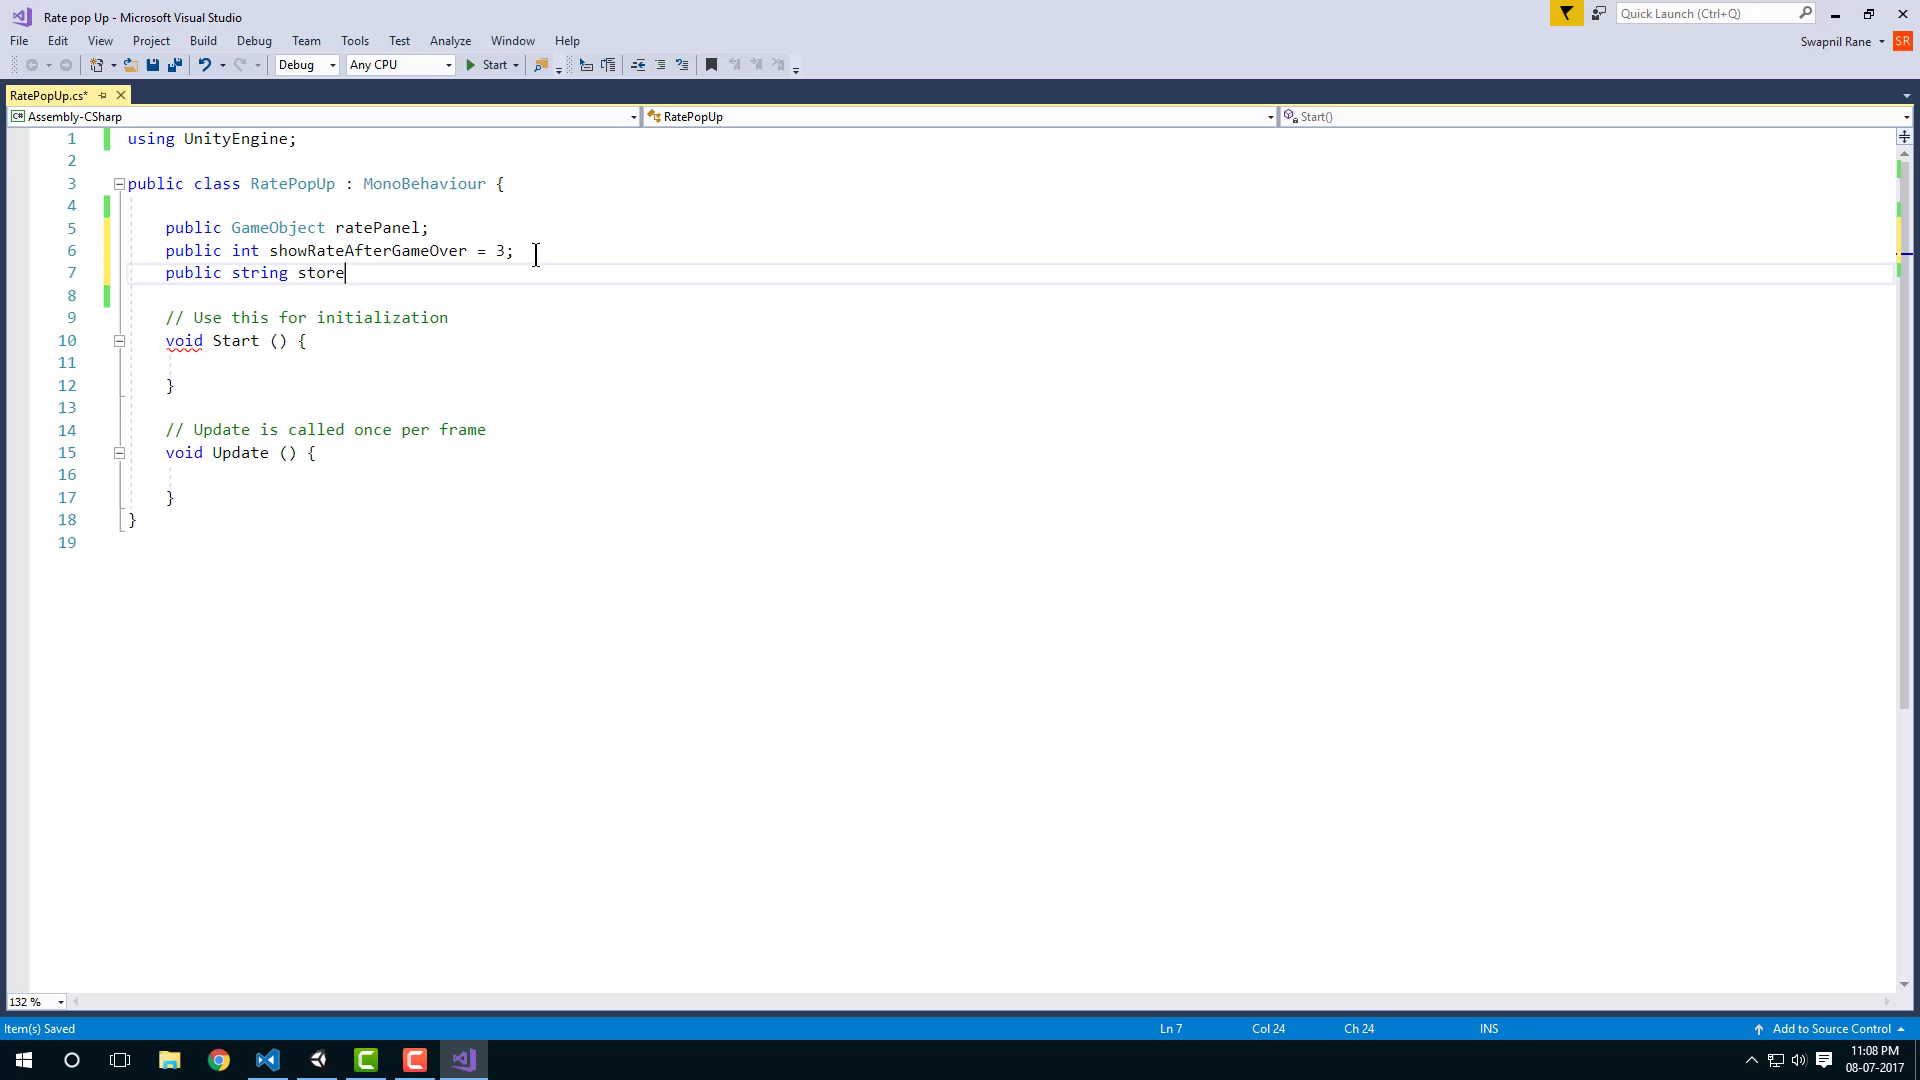 Rate pop Up - Microsoft Visual Studio
Quick Launch (Ctrl+Q)
File Edit View Project Build Debug Team Tools Test Analyze Window Help
Swapnil Rane SR
Debug Any CPU Start
RatePopUp.cs*
C# Assembly-CSharp RatePopUp Start()
1 using UnityEngine;
2
3 public class RatePopUp : MonoBehaviour {
4
5 public GameObject ratePanel;
6 public int showRateAfterGameOver = 3;
7 public string store
8
9 // Use this for initialization
10 void Start () {
11
12 }
13
14 // Update is called once per frame
15 void Update () {
16
17 }
18 }
19
132 %
Item(s) Saved Ln 7 Col 24 Ch 24 INS Add to Source Control
11:08 PM
08-07-2017